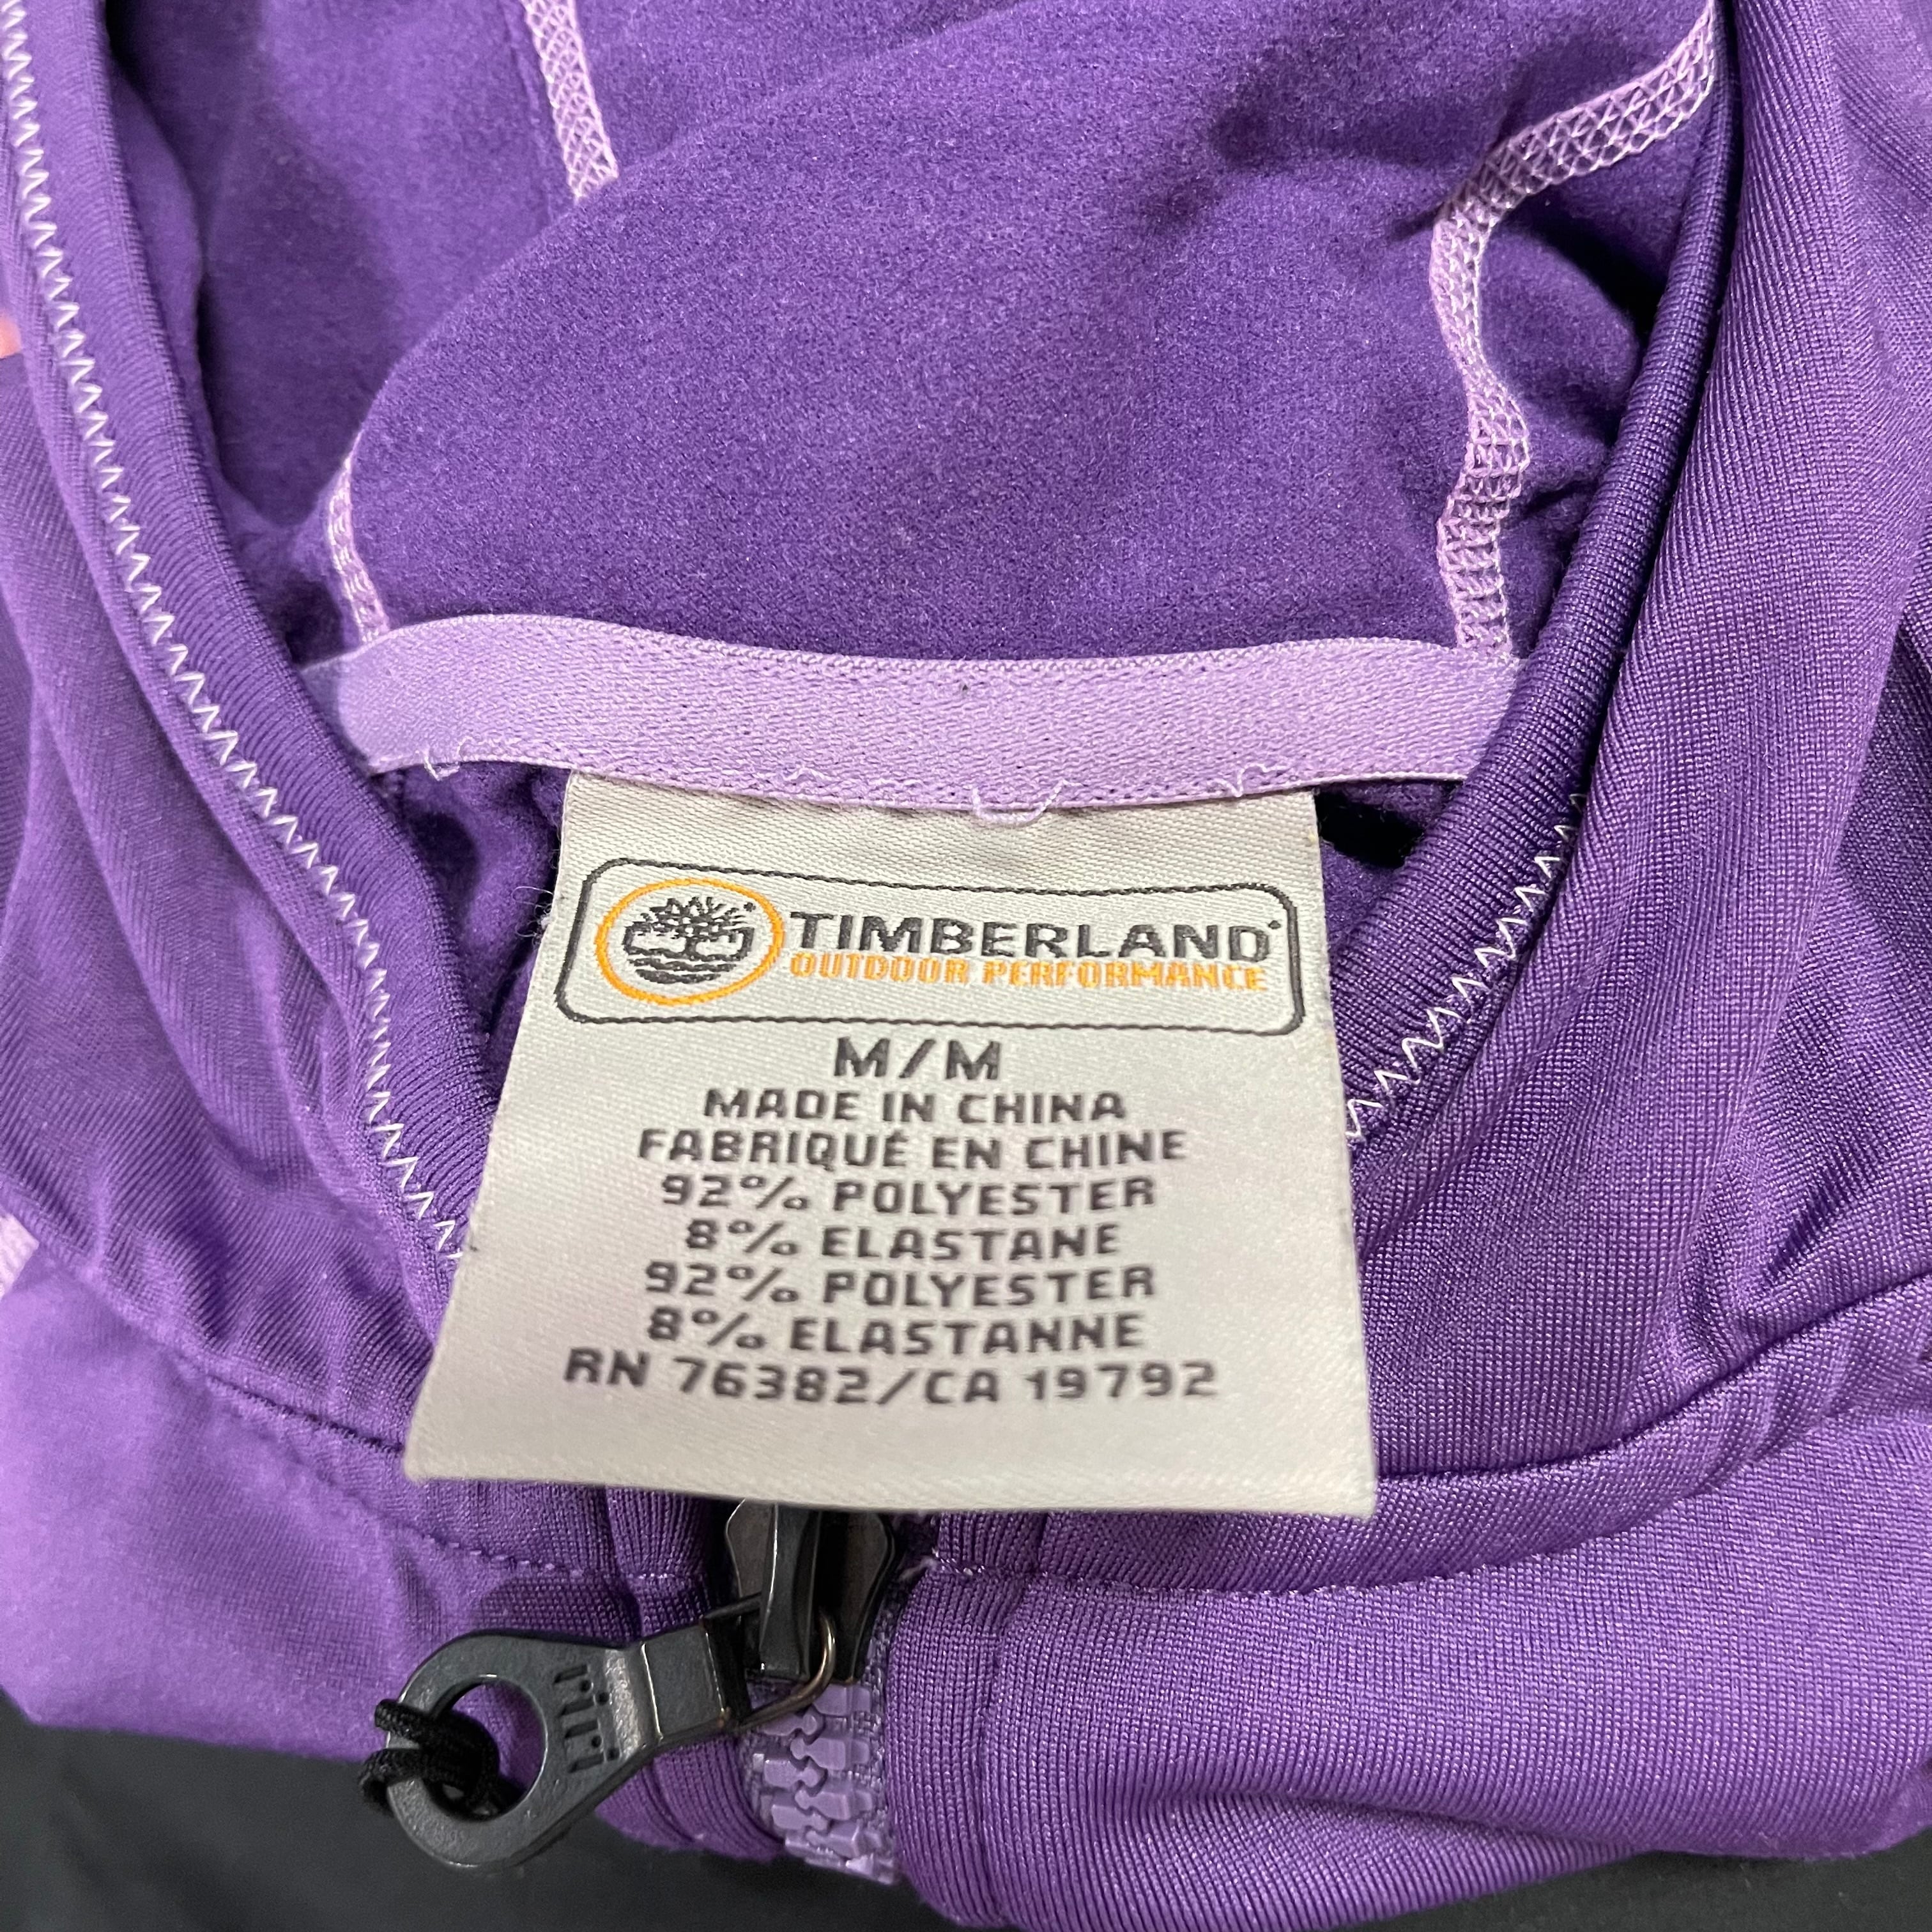 TIMBERLAND
OUTDOOR PERFORMANCE
M/M
MADE IN CHINA
FABRIQUÉ EN CHINE
92% POLYESTER
8% ELASTANE
92% POLYESTER
8% ELASTANNE
RN 76382/CA 19792
riri